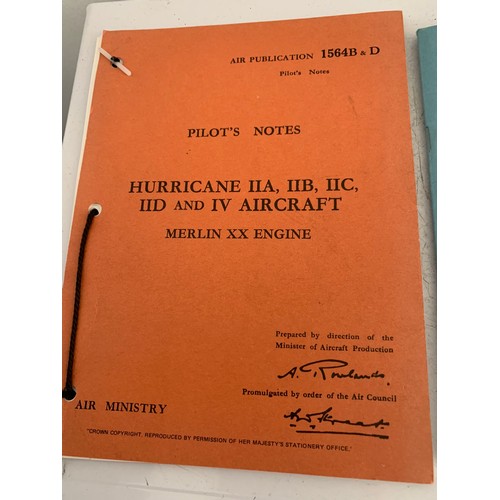 AIR PUBLICATION 1564B & D
Pilot's Notes
PILOT'S NOTES
HURRICANE IIA, IIB, IIC,
IID AND IV AIRCRAFT
MERLIN XX ENGINE
Prepared by direction of the
Minister of Aircraft Production
A. Rowlands
Promulgated by order of the Air Council
AIR MINISTRY
"CROWN COPYRIGHT, REPRODUCED BY PERMISSION OF HER MAJESTY'S STATIONERY OFFICE."